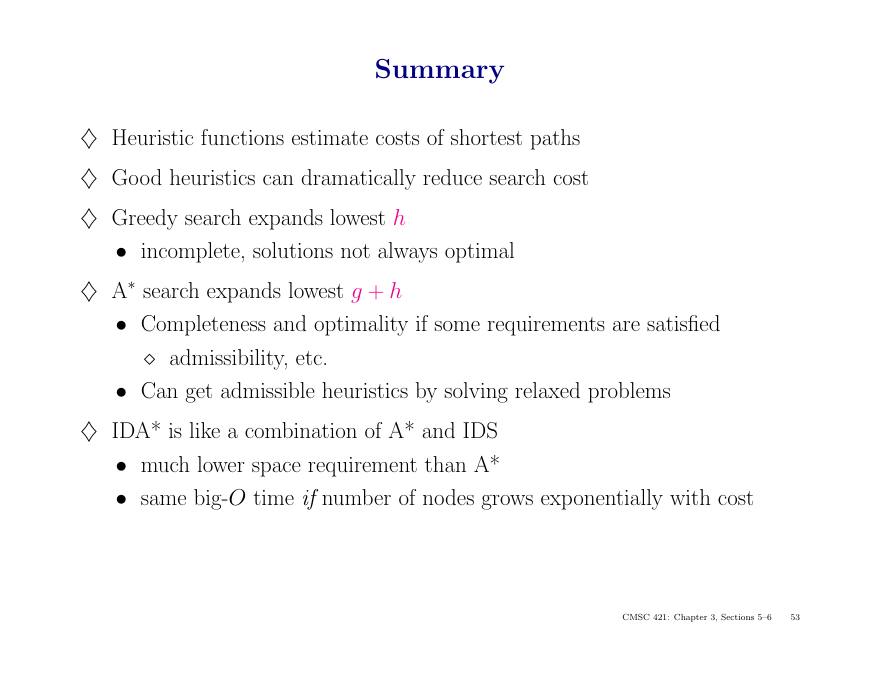 Summary
♢ Heuristic functions estimate costs of shortest paths
♢ Good heuristics can dramatically reduce search cost
♢ Greedy search expands lowest h
• incomplete, solutions not always optimal
♢ A* search expands lowest g + h
• Completeness and optimality if some requirements are satisfied
⋄ admissibility, etc.
• Can get admissible heuristics by solving relaxed problems
♢ IDA* is like a combination of A* and IDS
• much lower space requirement than A*
• same big-O time if number of nodes grows exponentially with cost
CMSC 421: Chapter 3, Sections 5–6 53